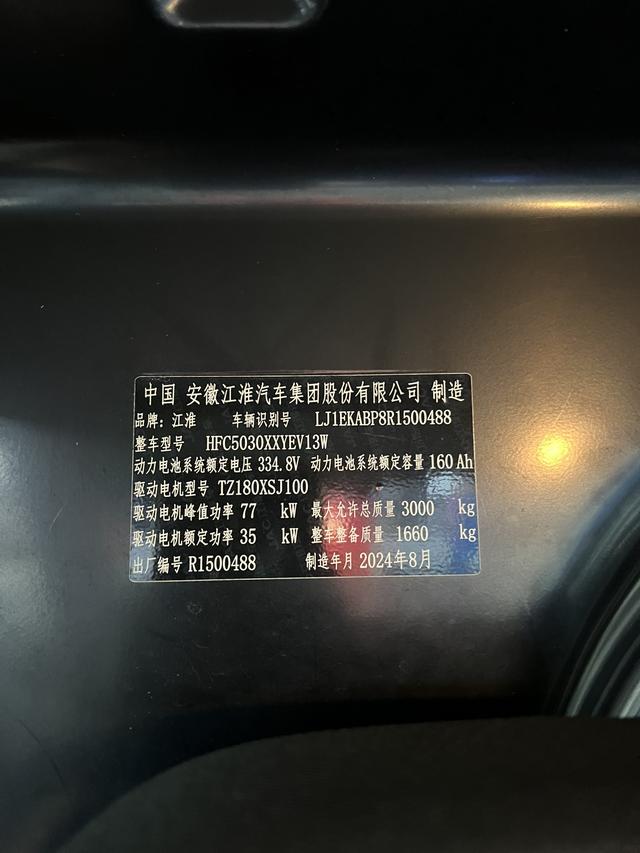 中国 安徽江淮汽车集团股份有限公司 制造
品牌: 江淮 车辆识别号 LJ1EKABP8R1500488
整车型号 HFC5030XXYEV13W
动力电池系统额定电压 334.8V 动力电池系统额定容量 160Ah
驱动电机型号 TZ180XSJ100
驱动电机峰值功率 77 kW 最大允许总质量 3000 kg
驱动电机额定功率 35 kW 整车整备质量 1660 kg
出厂编号 R1500488 制造年月 2024年8月